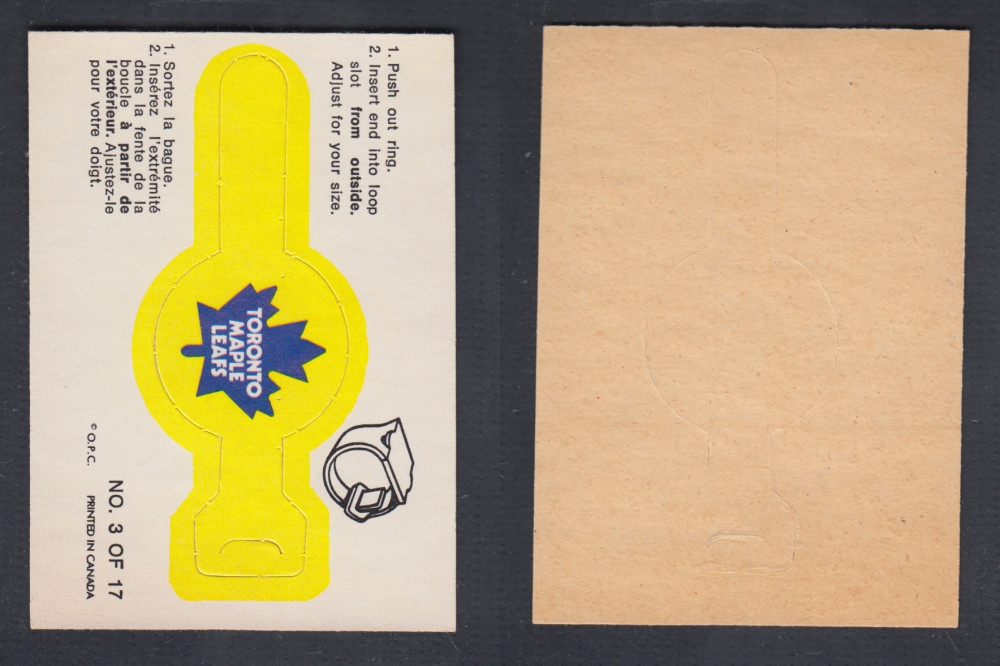 1. Push out ring.
2. Insert end into loop
slot from outside.
Adjust for your size.
TORONTO
MAPLE
LEAFS
1. Sortez la bague.
2. Insérez l'extrémité
dans la fente de la
boucle à partir de
l'extérieur. Ajustez-le
pour votre doigt.
NO. 3 OF 17
© O.P.C. PRINTED IN CANADA